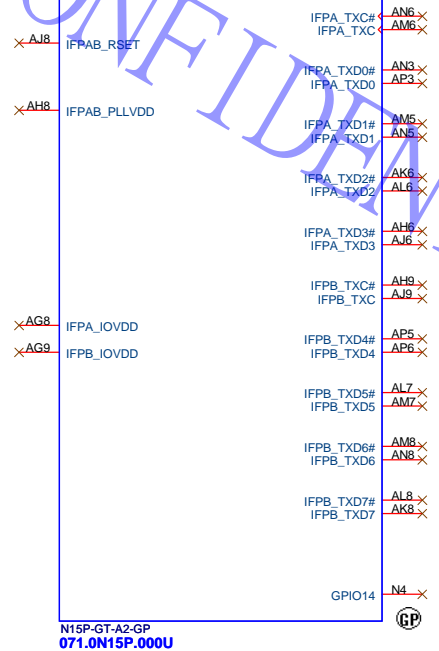 CONFIDEN
IFPA_TXC# AN6
IFPA_TXC AM6
AJ8 IFPAB_RSET
IFPA_TXD0# AN3
IFPA_TXD0 AP3
AH8 IFPAB_PLLVDD
IFPA_TXD1# AM5
IFPA_TXD1 AN5
IFPA_TXD2# AK6
IFPA_TXD2 AL6
IFPA_TXD3# AH6
IFPA_TXD3 AJ6
IFPB_TXC# AH9
IFPB_TXC AJ9
AG8 IFPA_IOVDD
IFPB_TXD4# AP5
IFPB_TXD4 AP6
AG9 IFPB_IOVDD
IFPB_TXD5# AL7
IFPB_TXD5 AM7
IFPB_TXD6# AM8
IFPB_TXD6 AN8
IFPB_TXD7# AL8
IFPB_TXD7 AK8
GPIO14 N4
GP
N15P-GT-A2-GP
071.0N15P.000U